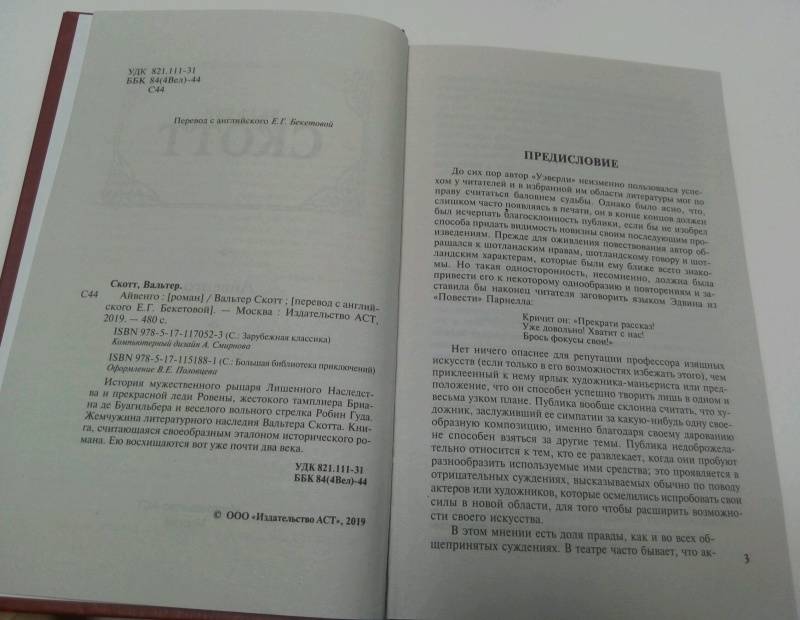 УДК 821.111-31
ББК 84(4Вел)-44
С44
Перевод с английского Е.Г. Бекетовой
Скотт, Вальтер.
С44 Айвенго : [роман] / Вальтер Скотт ; [перевод с англий-
ского Е.Г. Бекетовой]. — Москва : Издательство АСТ,
2019. — 480 с.
ISBN 978-5-17-117052-3 (С.: Зарубежная классика)
Компьютерный дизайн А. Смирнова
ISBN 978-5-17-115188-1 (С.: Большая библиотека приключений)
Оформление В.Е. Половцева
История мужественного рыцаря Лишенного Наследст-
ва и прекрасной леди Ровены, жестокого тамплиера Бриа-
на де Буагильбера и веселого вольного стрелка Робин Гуда.
Жемчужина литературного наследия Вальтера Скотта. Кни-
га, считающаяся своеобразным эталоном исторического ро-
мана. Ею восхищаются вот уже почти два века.
УДК 821.111-31
ББК 84(4Вел)-44
© ООО «Издательство АСТ», 2019
ПРЕДИСЛОВИЕ
До сих пор автор «Уэверли» неизменно пользовался успе-
хом у читателей и в избранной им области литературы мог по
праву считаться баловнем судьбы. Однако было ясно, что,
слишком часто появляясь в печати, он в конце концов должен
был исчерпать благосклонность публики, если бы не изобрел
способа придать видимость новизны своим последующим про-
изведениям. Прежде для оживления повествования автор об-
ращался к шотландским нравам, шотландскому говору и шот-
ландским характерам, которые были ему ближе всего знако-
мы. Но такая односторонность, несомненно, должна была
привести его к некоторому однообразию и повторениям и за-
ставила бы наконец читателя заговорить языком Эдвина из
«Повести» Парнелла:
Кричит он: «Прекрати рассказ!
Уже довольно! Хватит с нас!
Брось фокусы свои!»
Нет ничего опаснее для репутации профессора изящных
искусств (если только в его возможностях избежать этого), чем
приклеенный к нему ярлык художника-маньериста или пред-
положение, что он способен успешно творить лишь в одном и
весьма узком плане. Публика вообще склонна считать, что ху-
дожник, заслуживший ее симпатии за какую-нибудь одну свое-
образную композицию, именно благодаря своему дарованию
не способен взяться за другие темы. Публика недоброжела-
тельно относится к тем, кто ее развлекает, когда они пробуют
разнообразить используемые ими средства; это проявляется в
отрицательных суждениях, высказываемых обычно по поводу
актеров или художников, которые осмелились испробовать свои
силы в новой области, для того чтобы расширить возможно-
сти своего искусства.
В этом мнении есть доля правды, как и во всех об-
щепринятых суждениях. В театре часто бывает, что ак-
3